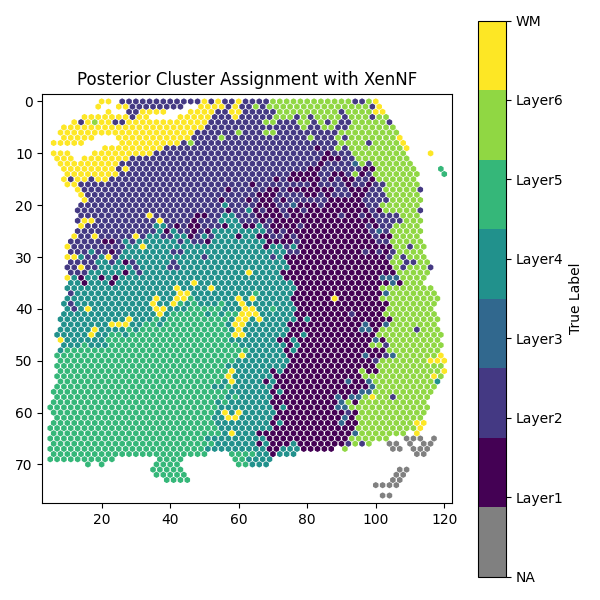 Posterior Cluster Assignment with XenNF
0
10
20
30
40
50
60
70
20
40
60
80
100
120
WM
Layer6
Layer5
Layer4
Layer3
Layer2
Layer1
NA
True Label